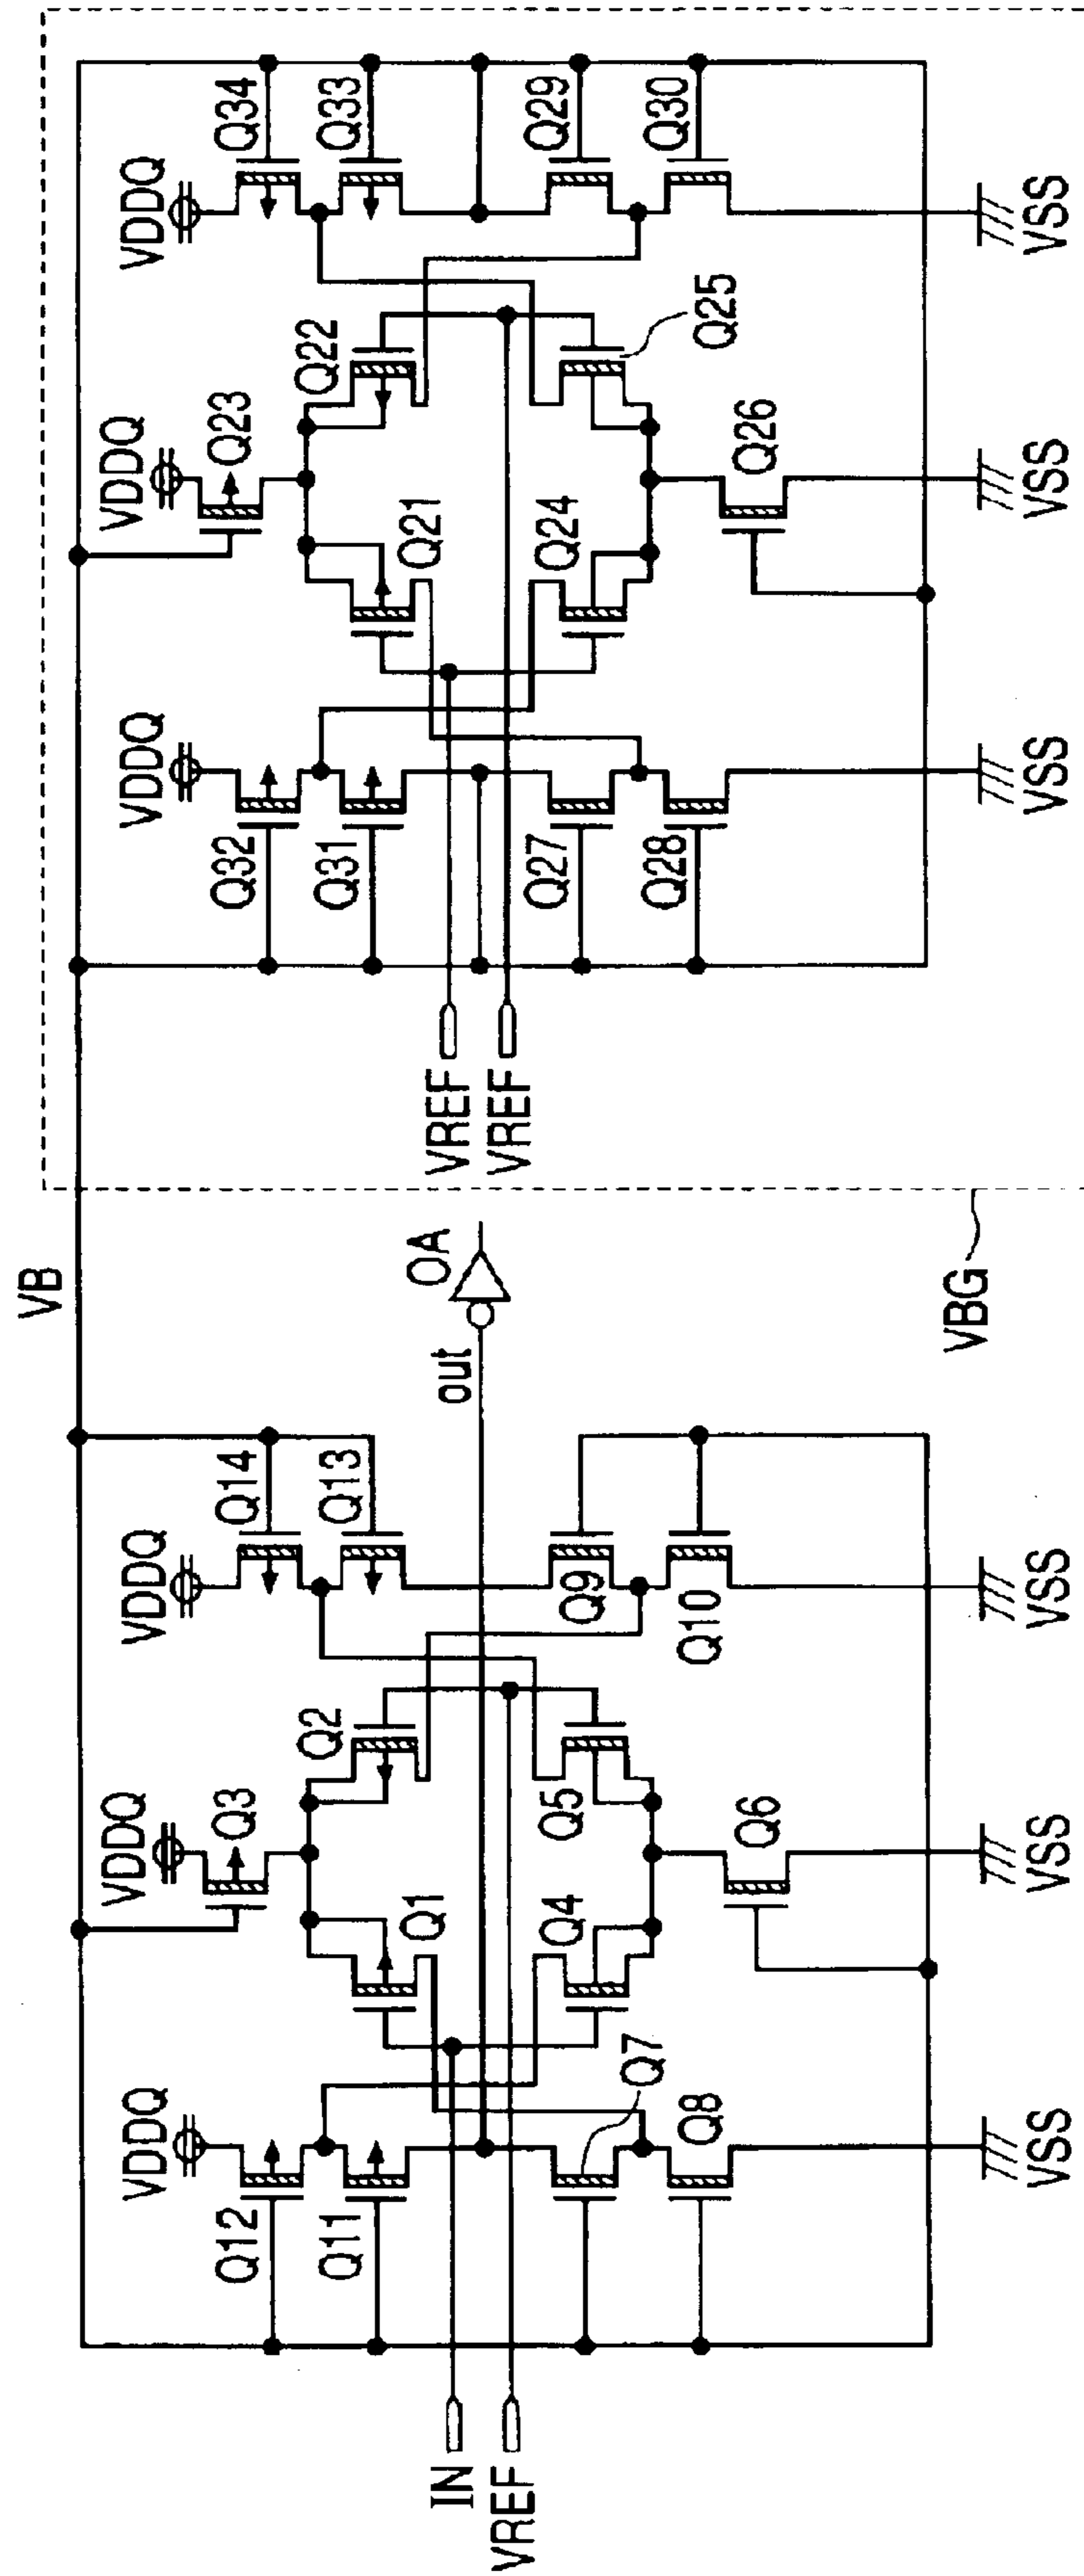 VB
VDDQ
VDDQ
VDDQ
VDDQ
VDDQ
VDDQ
Q12
Q3
Q14
Q32
Q23
Q34
Q11
Q1
Q2
Q13
Q31
Q21
Q22
Q33
IN
VREF
out
OA
VREF
VREF
Q7
Q4
Q5
Q9
Q27
Q24
Q25
Q29
Q8
Q6
Q10
Q28
Q26
Q30
VSS
VSS
VSS
VBG
VSS
VSS
VSS